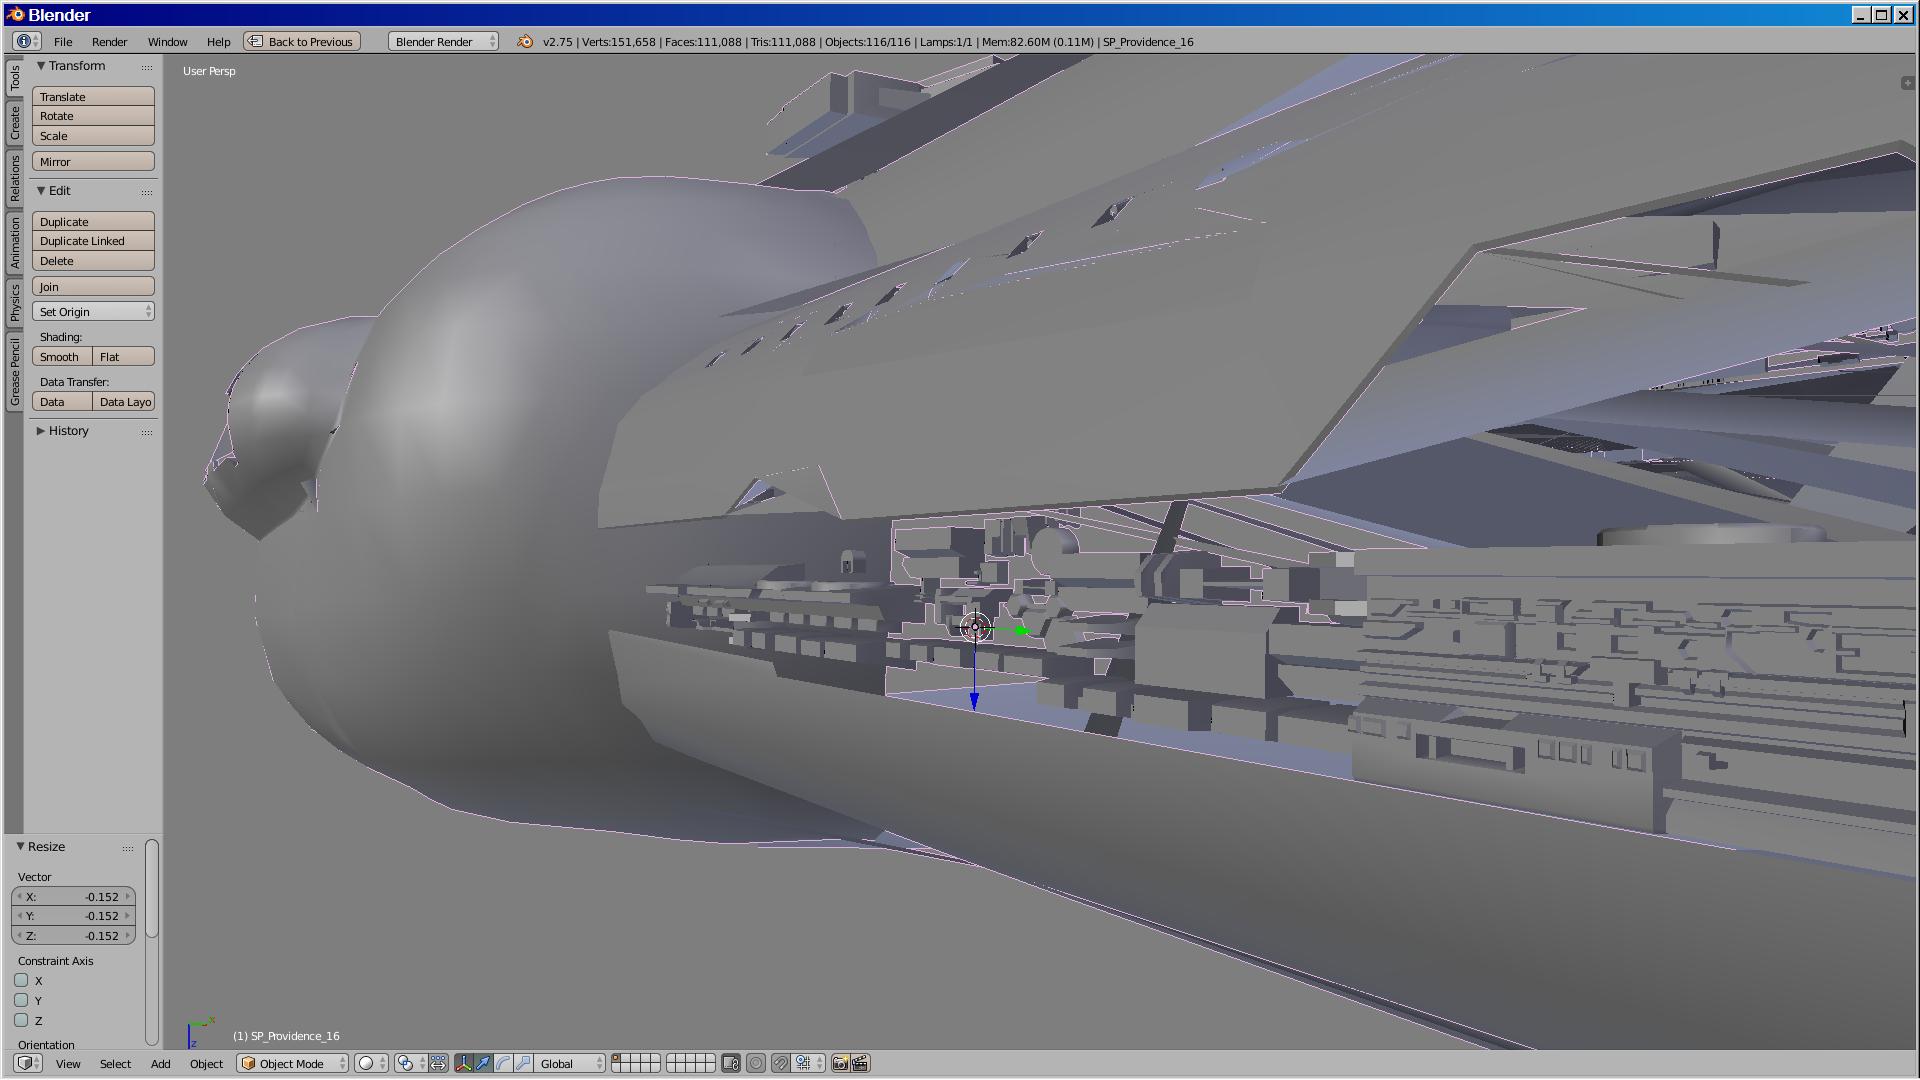 Blender
File Render Window Help Back to Previous Blender Render v2.75 | Verts:151,658 | Faces:111,088 | Tris:111,088 | Objects:116/116 | Lamps:1/1 | Mem:82.60M (0.11M) | SP_Providence_16
Tools
Create
Relations
Animation
Physics
Grease Pencil
Transform
Translate
Rotate
Scale
Mirror
Edit
Duplicate
Duplicate Linked
Delete
Join
Set Origin
Shading:
Smooth Flat
Data Transfer:
Data Data Layo
History
User Persp
Resize
Vector
X: -0.152
Y: -0.152
Z: -0.152
Constraint Axis
X
Y
Z
Orientation
z
(1) SP_Providence_16
View Select Add Object Object Mode Global